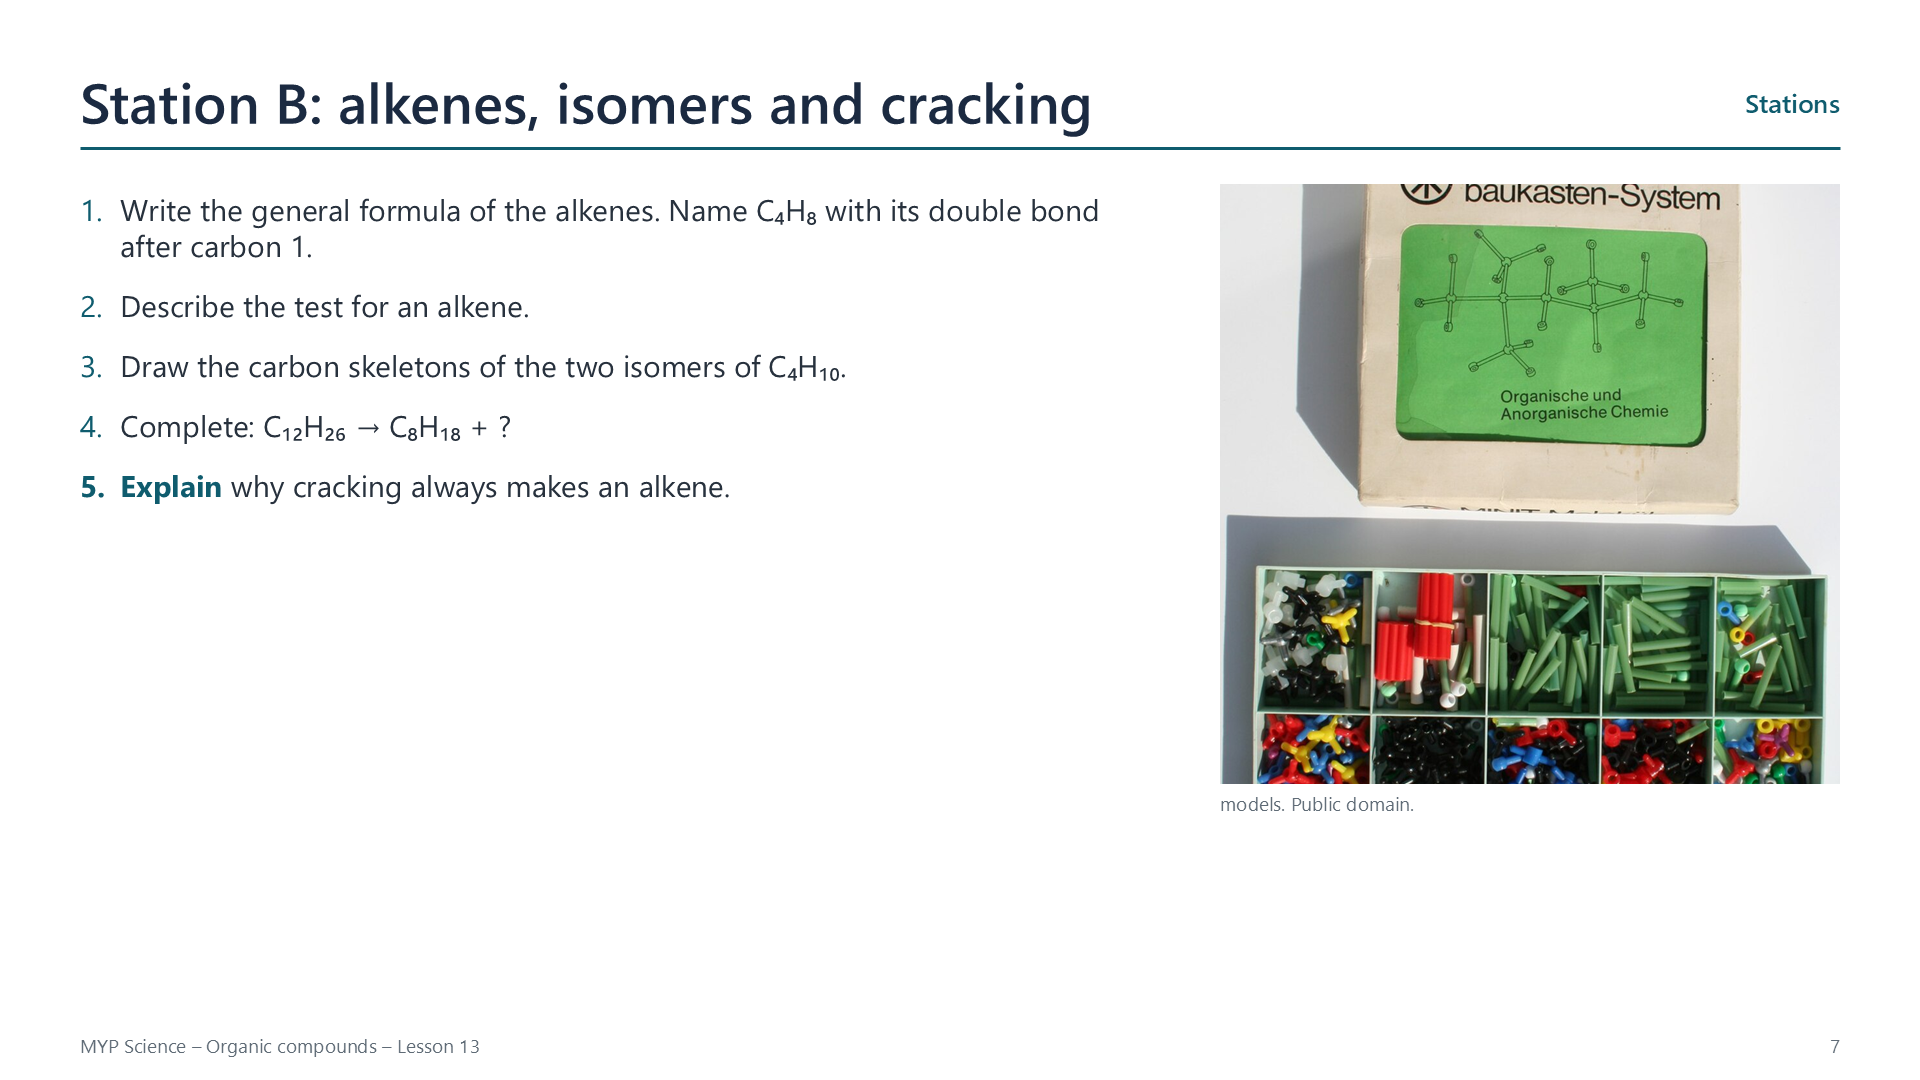 Station B: alkenes, isomers and cracking
Stations
1. Write the general formula of the alkenes. Name C₄H₈ with its double bond
after carbon 1.
2. Describe the test for an alkene.
3. Draw the carbon skeletons of the two isomers of C₄H₁₀.
4. Complete: C₁₂H₂₆ → C₈H₁₈ + ?
5. Explain why cracking always makes an alkene.
baukasten-System
Organische und
Anorganische Chemie
models. Public domain.
MYP Science – Organic compounds – Lesson 13
7